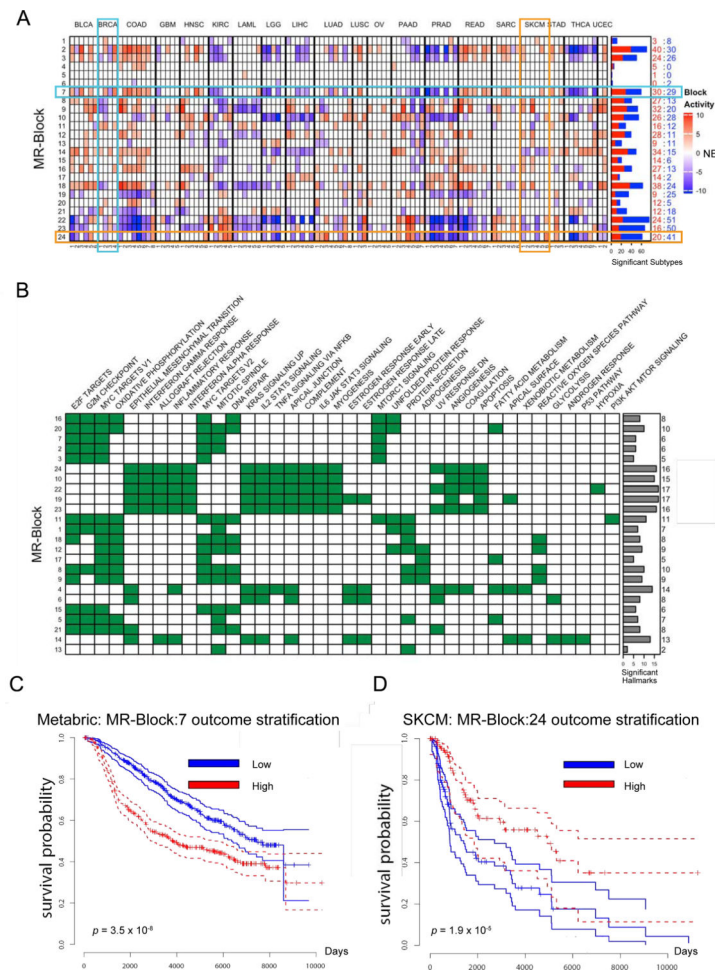 A
BLCA BRCA COAD GBM HNSC KIRC LAML LGG LIHC LUAD LUSC OV PAAD PRAD READ SARC SKCM STAD THCA UCEC
MR-Block
1 3 : 8
2 40 : 30
3 24 : 26
4 5 : 0
5 1 : 0
6 0 : 2
7 30 : 29
8 27 : 13
9 32 : 20
10 26 : 28
11 16 : 12
12 28 : 11
13 9 : 11
14 34 : 15
15 14 : 6
16 27 : 13
17 14 : 2
18 38 : 24
19 9 : 25
20 12 : 5
21 12 : 18
22 24 : 51
23 16 : 50
24 20 : 41
Block
Activity
10
5
0 NE
-5
-10
0 20 40 60
Significant Subtypes
B
E2F TARGETS
G2M CHECKPOINT
MYC TARGETS V1
OXIDATIVE PHOSPHORYLATION
EPITHELIAL MESENCHYMAL TRANSITION
INTERFERON GAMMA RESPONSE
ALLOGRAFT REJECTION
INFLAMMATORY RESPONSE
INTERFERON ALPHA RESPONSE
MYC TARGETS V2
MITOTIC SPINDLE
DNA REPAIR
KRAS SIGNALING UP
IL2 STAT5 SIGNALING
TNFA SIGNALING VIA NFKB
APICAL JUNCTION
COMPLEMENT
IL6 JAK STAT3 SIGNALING
MYOGENESIS
ESTROGEN RESPONSE EARLY
ESTROGEN RESPONSE LATE
MTORC1 SIGNALING
UNFOLDED PROTEIN RESPONSE
PROTEIN SECRETION
ADIPOGENESIS
UV RESPONSE DN
ANGIOGENESIS
COAGULATION
APOPTOSIS
FATTY ACID METABOLISM
APICAL SURFACE
XENOBIOTIC METABOLISM
REACTIVE OXYGEN SPECIES PATHWAY
GLYCOLYSIS
ANDROGEN RESPONSE
P53 PATHWAY
HYPOXIA
PI3K AKT MTOR SIGNALING
MR-Block
16 8
20 10
7 6
2 6
3 5
24 16
10 15
22 17
19 17
23 16
11 11
1 7
18 8
12 9
17 5
8 10
9 9
4 14
6 8
15 6
5 7
21 8
14 13
13 2
0 5 10 15
Significant
Hallmarks
C
Metabric: MR-Block:7 outcome stratification
Low
High
survival probability
1.0
0.8
0.6
0.4
0.2
0.0
p = 3.5 x 10-8
0 2000 4000 6000 8000 10000
Days
D
SKCM: MR-Block:24 outcome stratification
Low
High
survival probability
1.0
0.8
0.6
0.4
0.2
0.0
p = 1.9 x 10-5
0 2000 4000 6000 8000 10000
Days